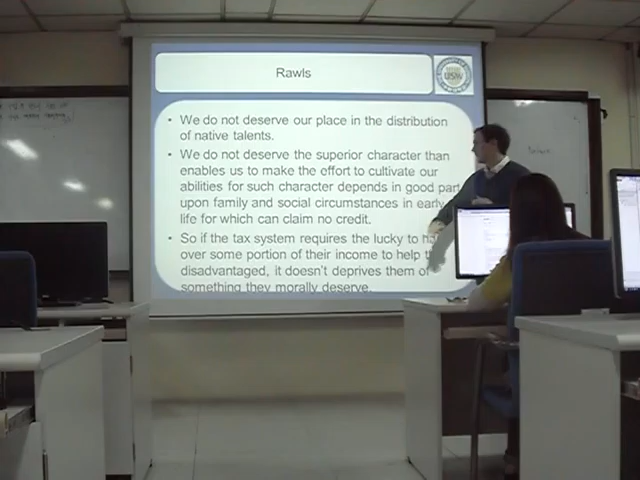 Rawls
USW
• We do not deserve our place in the distribution
of native talents.
• We do not deserve the superior character than
enables us to make the effort to cultivate our
abilities for such character depends in good part
upon family and social circumstances in early
life for which can claim no credit.
• So if the tax system requires the lucky to
over some portion of their income to help
disadvantaged, it doesn't deprives them of
something they morally deserve.